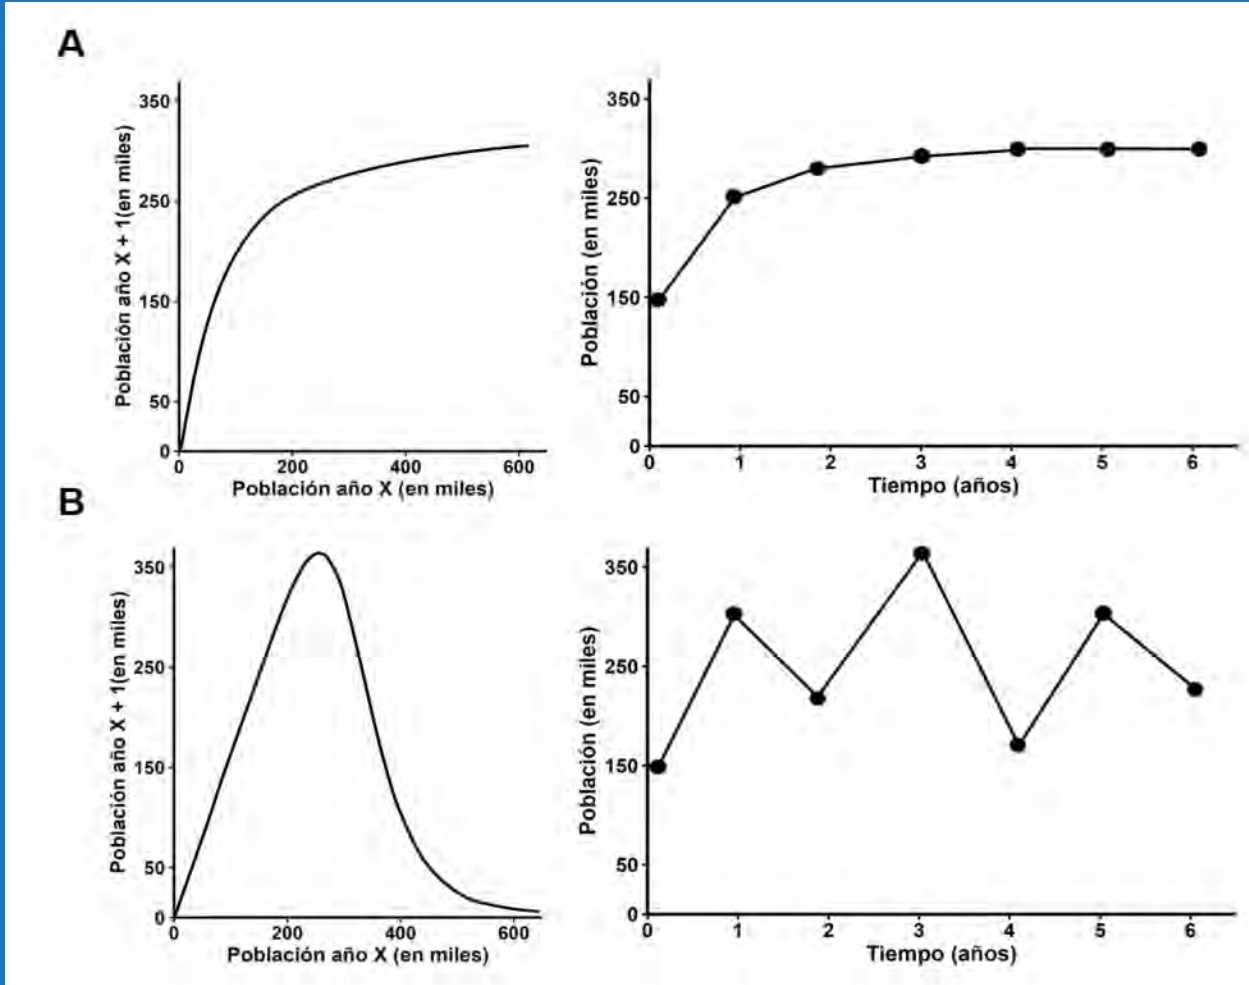 A
350
250
150
50
0
Población año X + 1(en miles)
0 200 400 600
Población año X (en miles)
350
250
150
50
0
Población (en miles)
0 1 2 3 4 5 6
Tiempo (años)
B
350
250
150
50
0
Población año X + 1(en miles)
0 200 400 600
Población año X (en miles)
350
250
150
50
0
Población (en miles)
0 1 2 3 4 5 6
Tiempo (años)